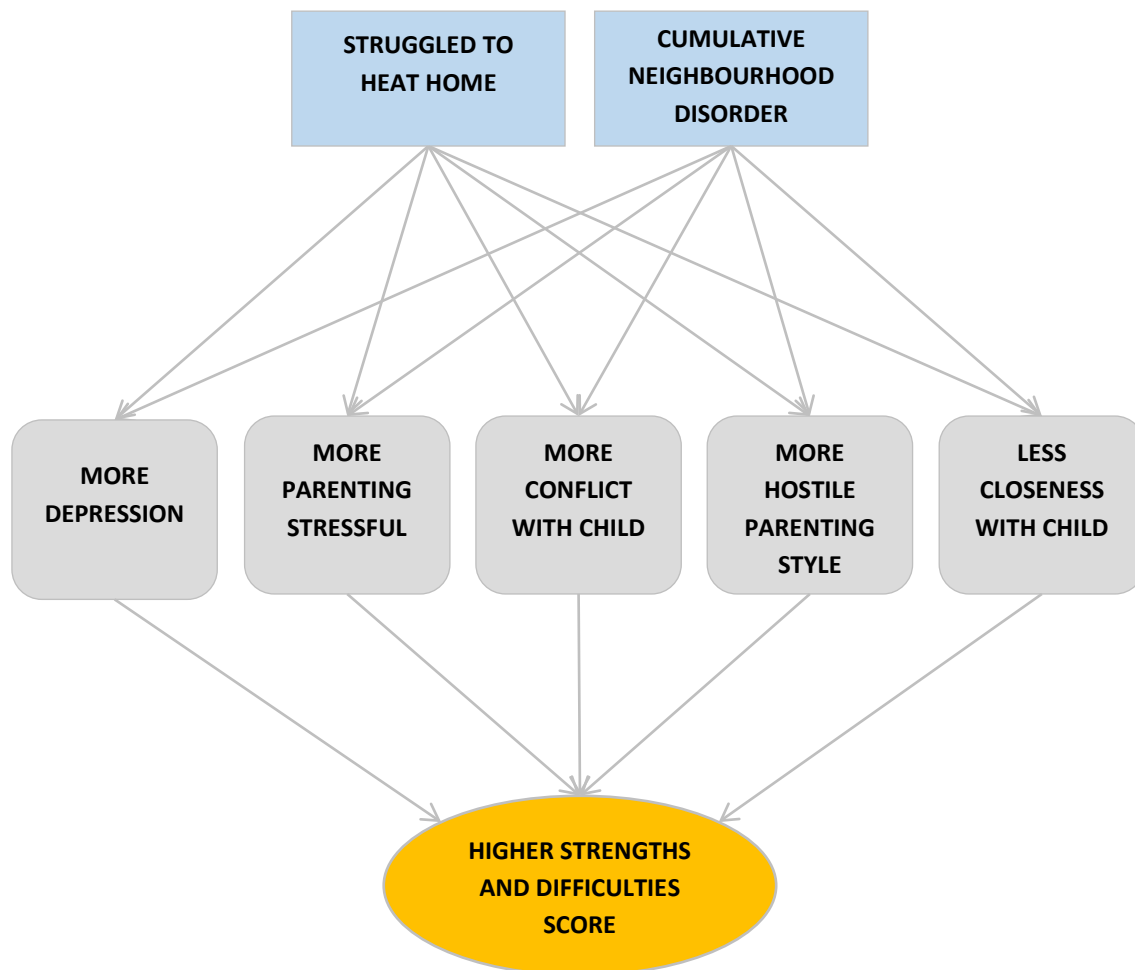 STRUGGLED TO
HEAT HOME
CUMULATIVE
NEIGHBOURHOOD
DISORDER
MORE
DEPRESSION
MORE
PARENTING
STRESSFUL
MORE
CONFLICT
WITH CHILD
MORE
HOSTILE
PARENTING
STYLE
LESS
CLOSENESS
WITH CHILD
HIGHER STRENGTHS
AND DIFFICULTIES
SCORE